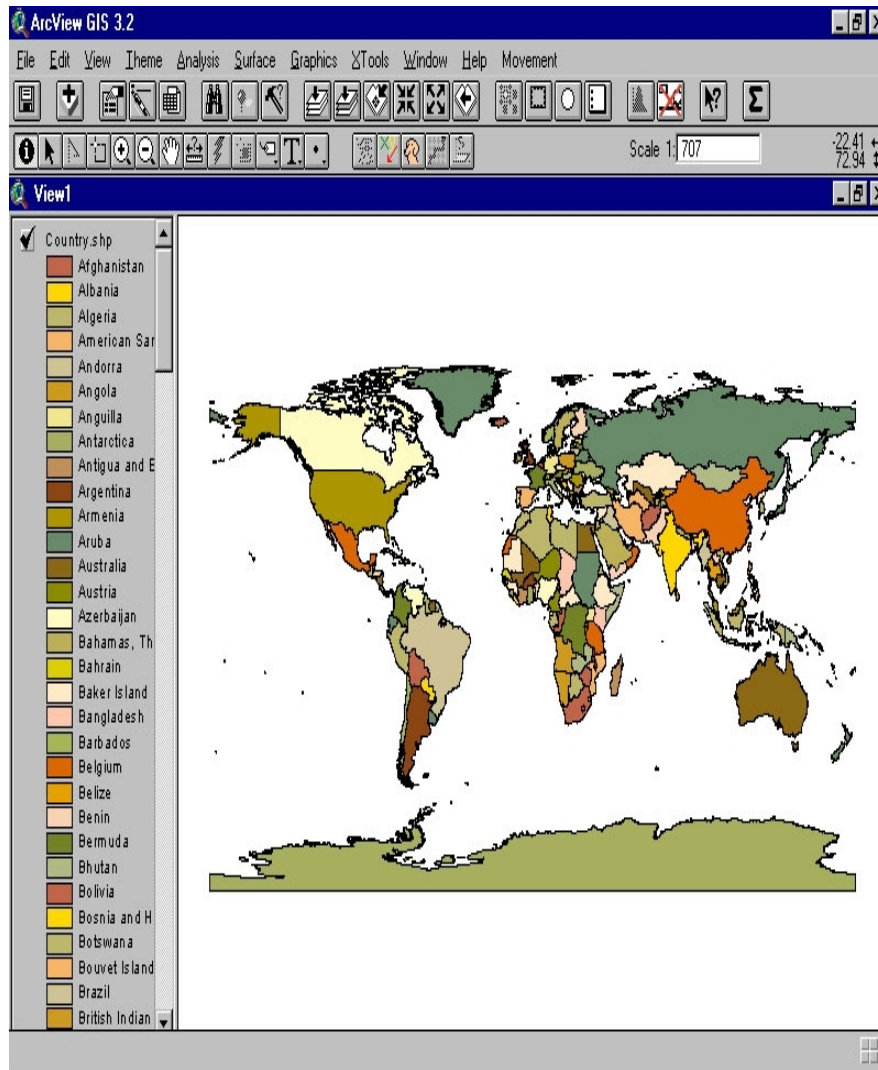 ArcView GIS 3.2
File Edit View Theme Analysis Surface Graphics XTools Window Help Movement
Scale 1: 707
-22.41
72.94
View1
Country.shp
Afghanistan
Albania
Algeria
American Sar
Andorra
Angola
Anguilla
Antarctica
Antigua and E
Argentina
Armenia
Aruba
Australia
Austria
Azerbaijan
Bahamas, Th
Bahrain
Baker Island
Bangladesh
Barbados
Belgium
Belize
Benin
Bermuda
Bhutan
Bolivia
Bosnia and H
Botswana
Bouvet Island
Brazil
British Indian